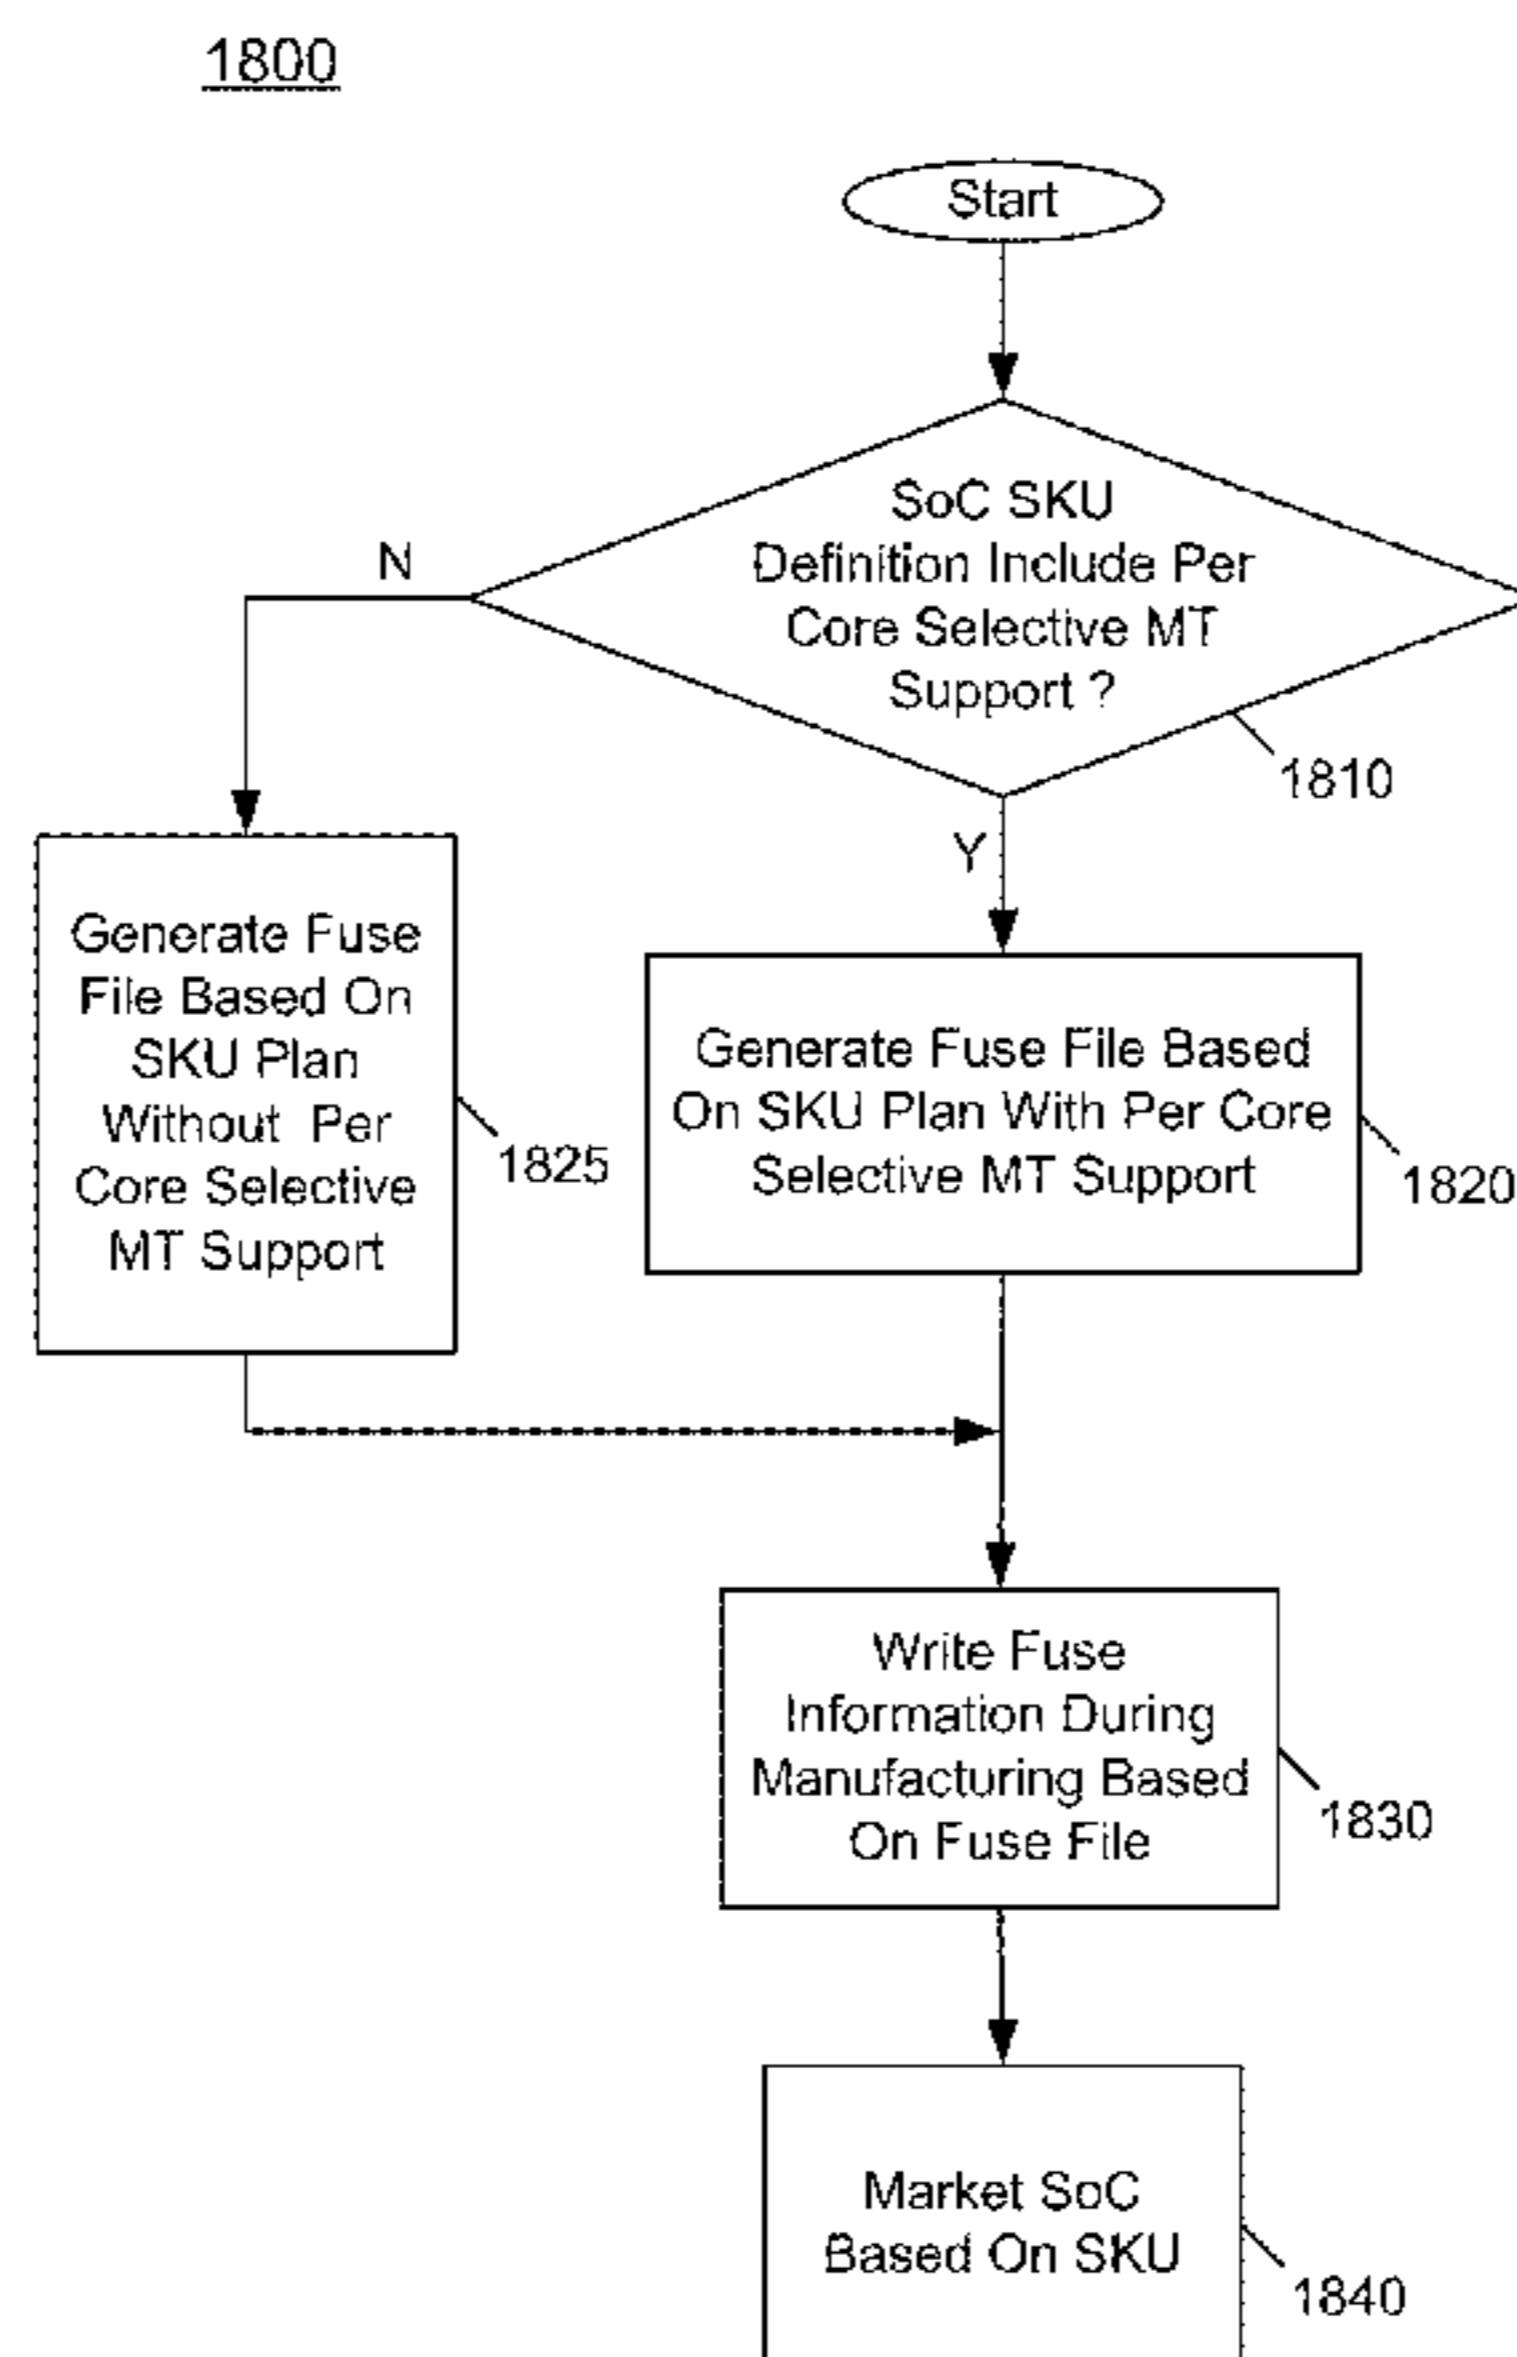 1800
Start
SoC SKU
Definition Include Per
Core Selective MT
Support ?
1810
N
Y
Generate Fuse
File Based On
SKU Plan
Without Per
Core Selective
MT Support
1825
Generate Fuse File Based
On SKU Plan With Per Core
Selective MT Support
1820
Write Fuse
Information During
Manufacturing Based
On Fuse File
1830
Market SoC
Based On SKU
1840